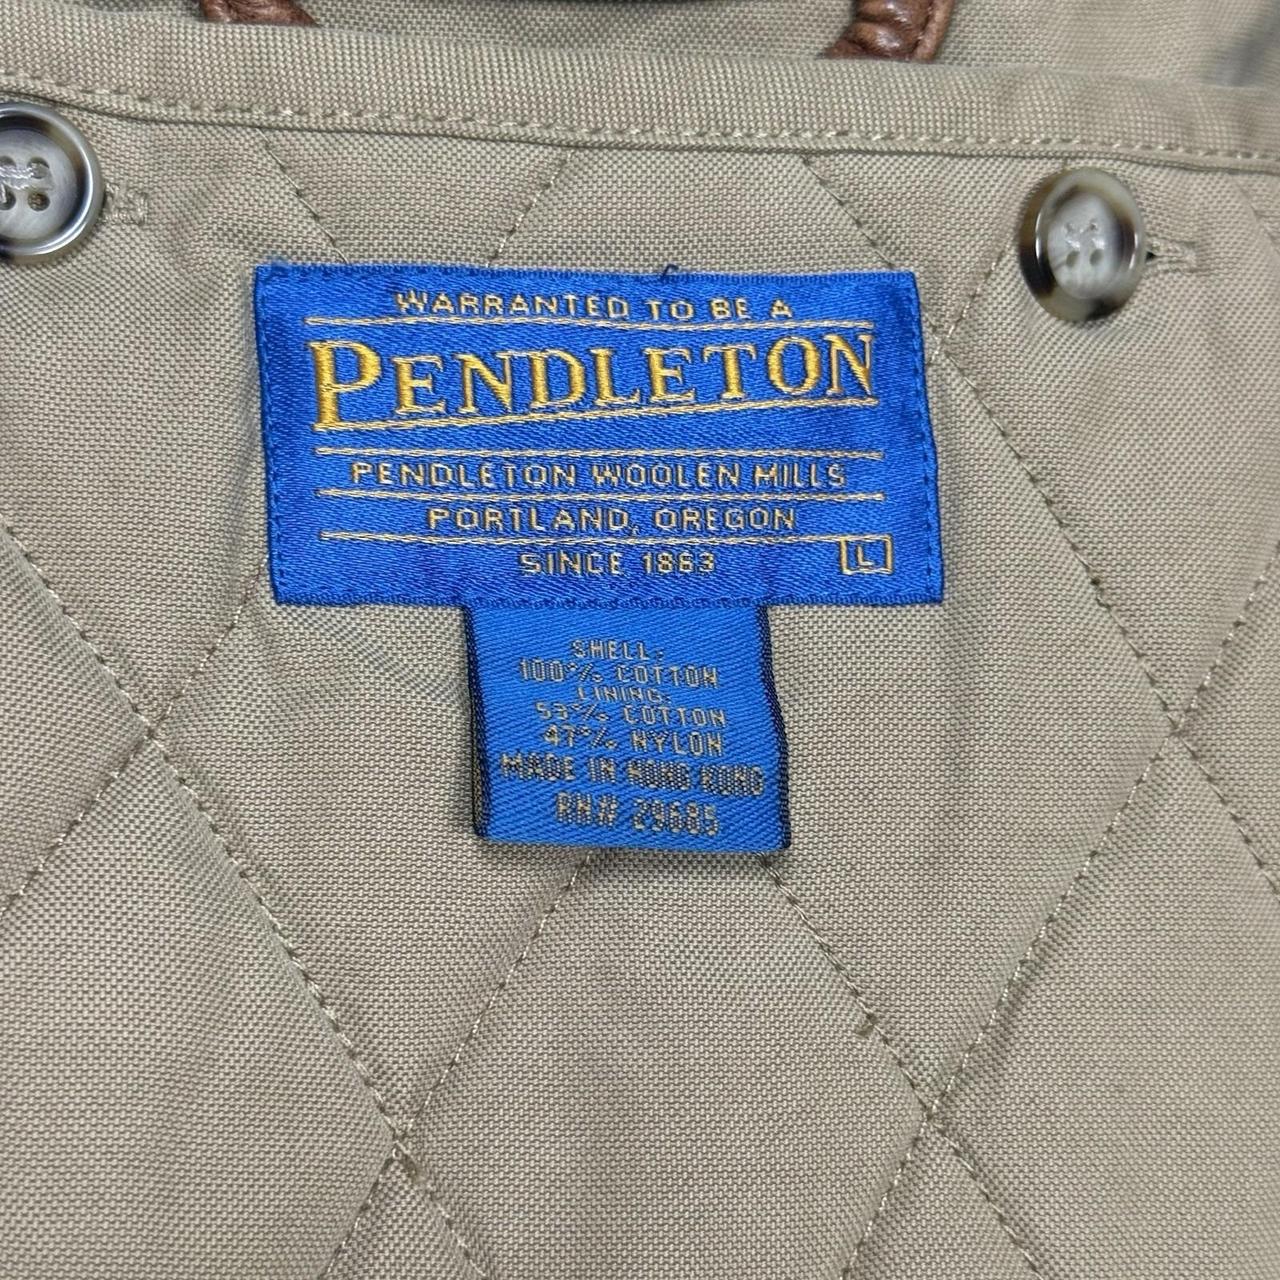 WARRANTED TO BE A
PENDLETON
PENDLETON WOOLEN MILLS
PORTLAND, OREGON
SINCE 1863
L
SHELL:
100% COTTON
LINING:
53% COTTON
47% NYLON
MADE IN HONG KONG
RN# 29685